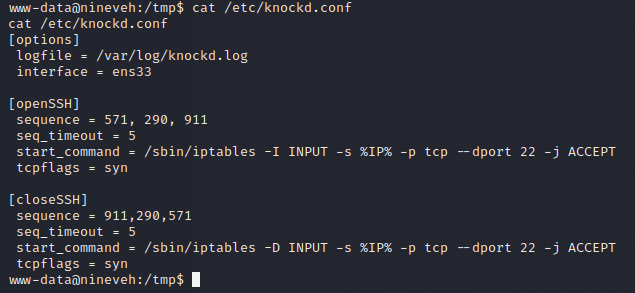 www-data@nineveh:/tmp$ cat /etc/knockd.conf
cat /etc/knockd.conf
[options]
 logfile = /var/log/knockd.log
 interface = ens33

[openSSH]
 sequence = 571, 290, 911
 seq_timeout = 5
 start_command = /sbin/iptables -I INPUT -s %IP% -p tcp --dport 22 -j ACCEPT
 tcpflags = syn

[closeSSH]
 sequence = 911,290,571
 seq_timeout = 5
 start_command = /sbin/iptables -D INPUT -s %IP% -p tcp --dport 22 -j ACCEPT
 tcpflags = syn
www-data@nineveh:/tmp$